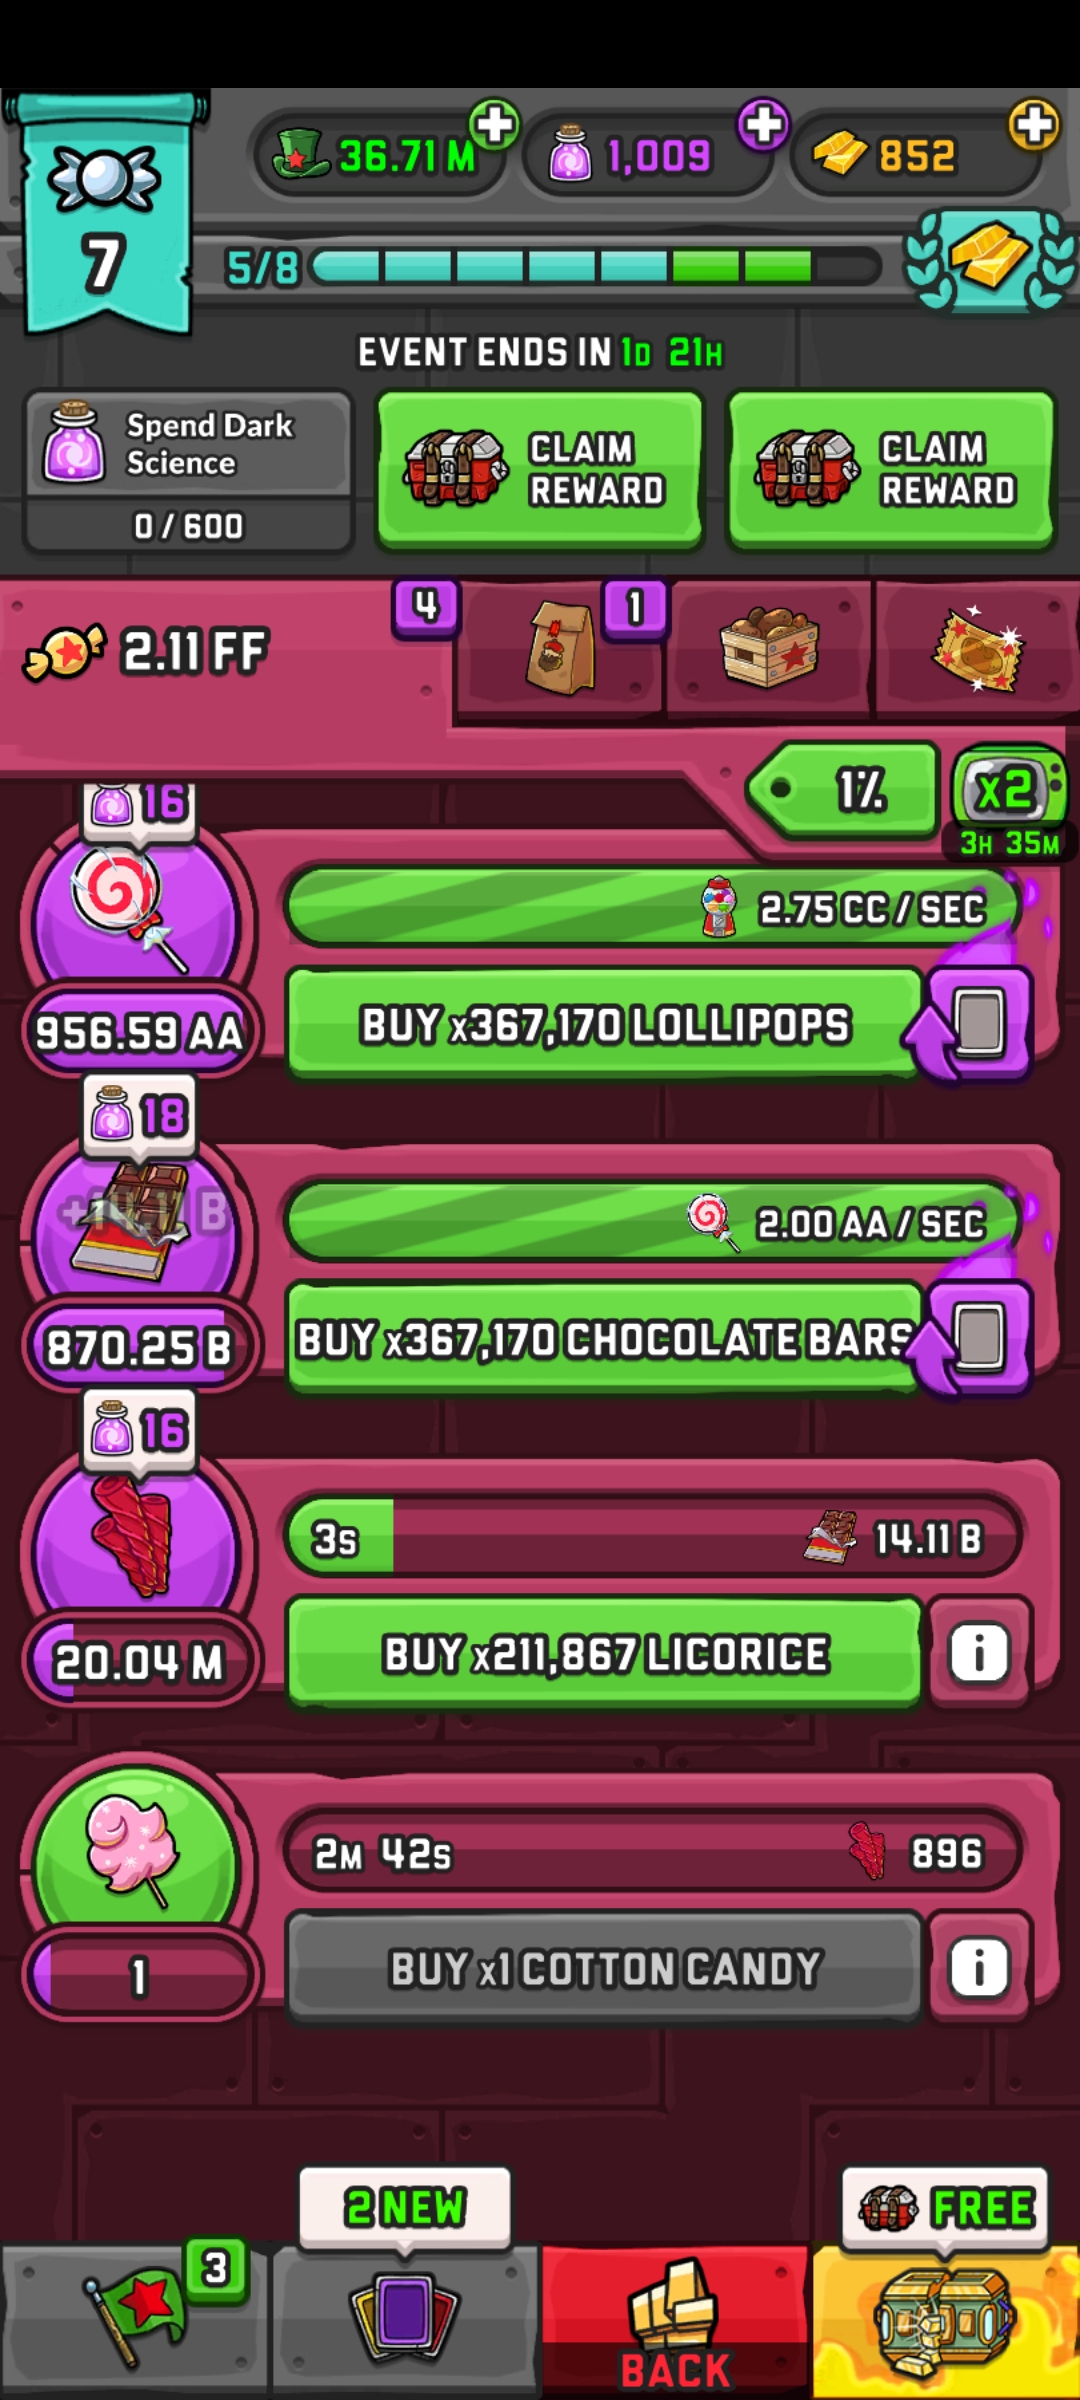 36.71 M
1,009
852
7
5/8
EVENT ENDS IN 1D 21H
Spend Dark
Science
0 / 600
CLAIM
REWARD
CLAIM
REWARD
2.11 FF
4
1
1%
x2
3H 35M
16
2.75 CC / SEC
956.59 AA
BUY x367,170 LOLLIPOPS
18
+14.11 B
2.00 AA / SEC
870.25 B
BUY x367,170 CHOCOLATE BARS
16
3S
14.11 B
20.04 M
BUY x211,867 LICORICE
i
2M 42S
896
1
BUY x1 COTTON CANDY
i
2 NEW
FREE
3
BACK